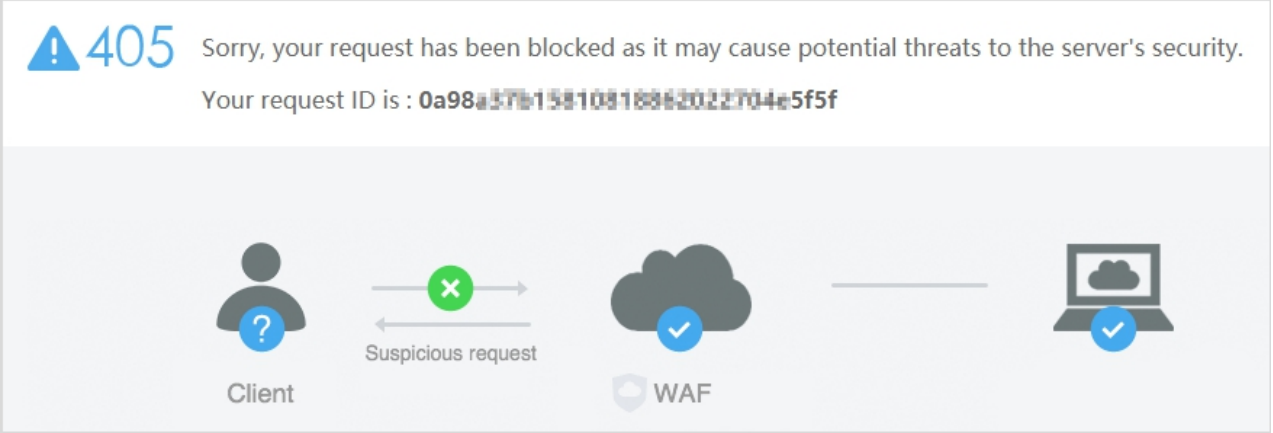 405
Sorry, your request has been blocked as it may cause potential threats to the server's security.
Your request ID is : 0a98 5f5f
Suspicious request
Client
WAF